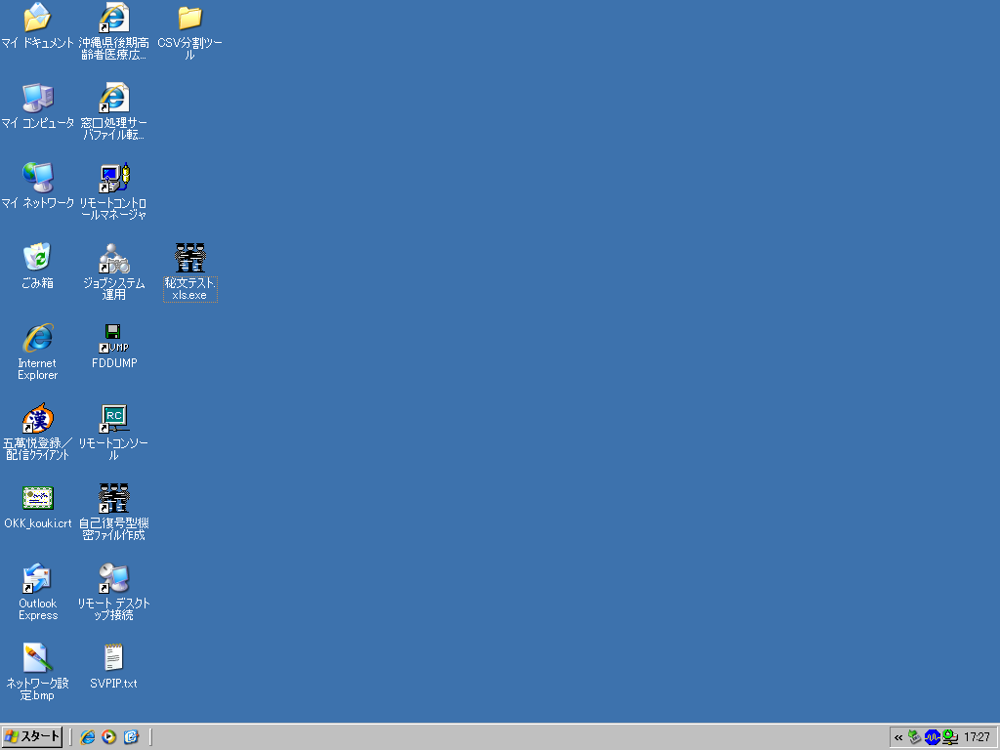 マイ ドキュメント
沖縄県後期高
齢者医療広...
CSV分割ツー
ル
マイ コンピュータ
窓口処理サー
バファイル転...
マイ ネットワーク
リモートコントロ
ールマネージャ
ごみ箱
ジョブシステム
運用
秘文テスト.
xls.exe
Internet
Explorer
UMP
FDDUMP
漢
五萬悦登録／
配信クライアント
RC
リモートコンソー
ル
OKK_kouki.crt
自己復号型機
密ファイル作成
Outlook
Express
リモート デスクト
ップ接続
ネットワーク設
定.bmp
SVPIP.txt
スタート
«
17:27